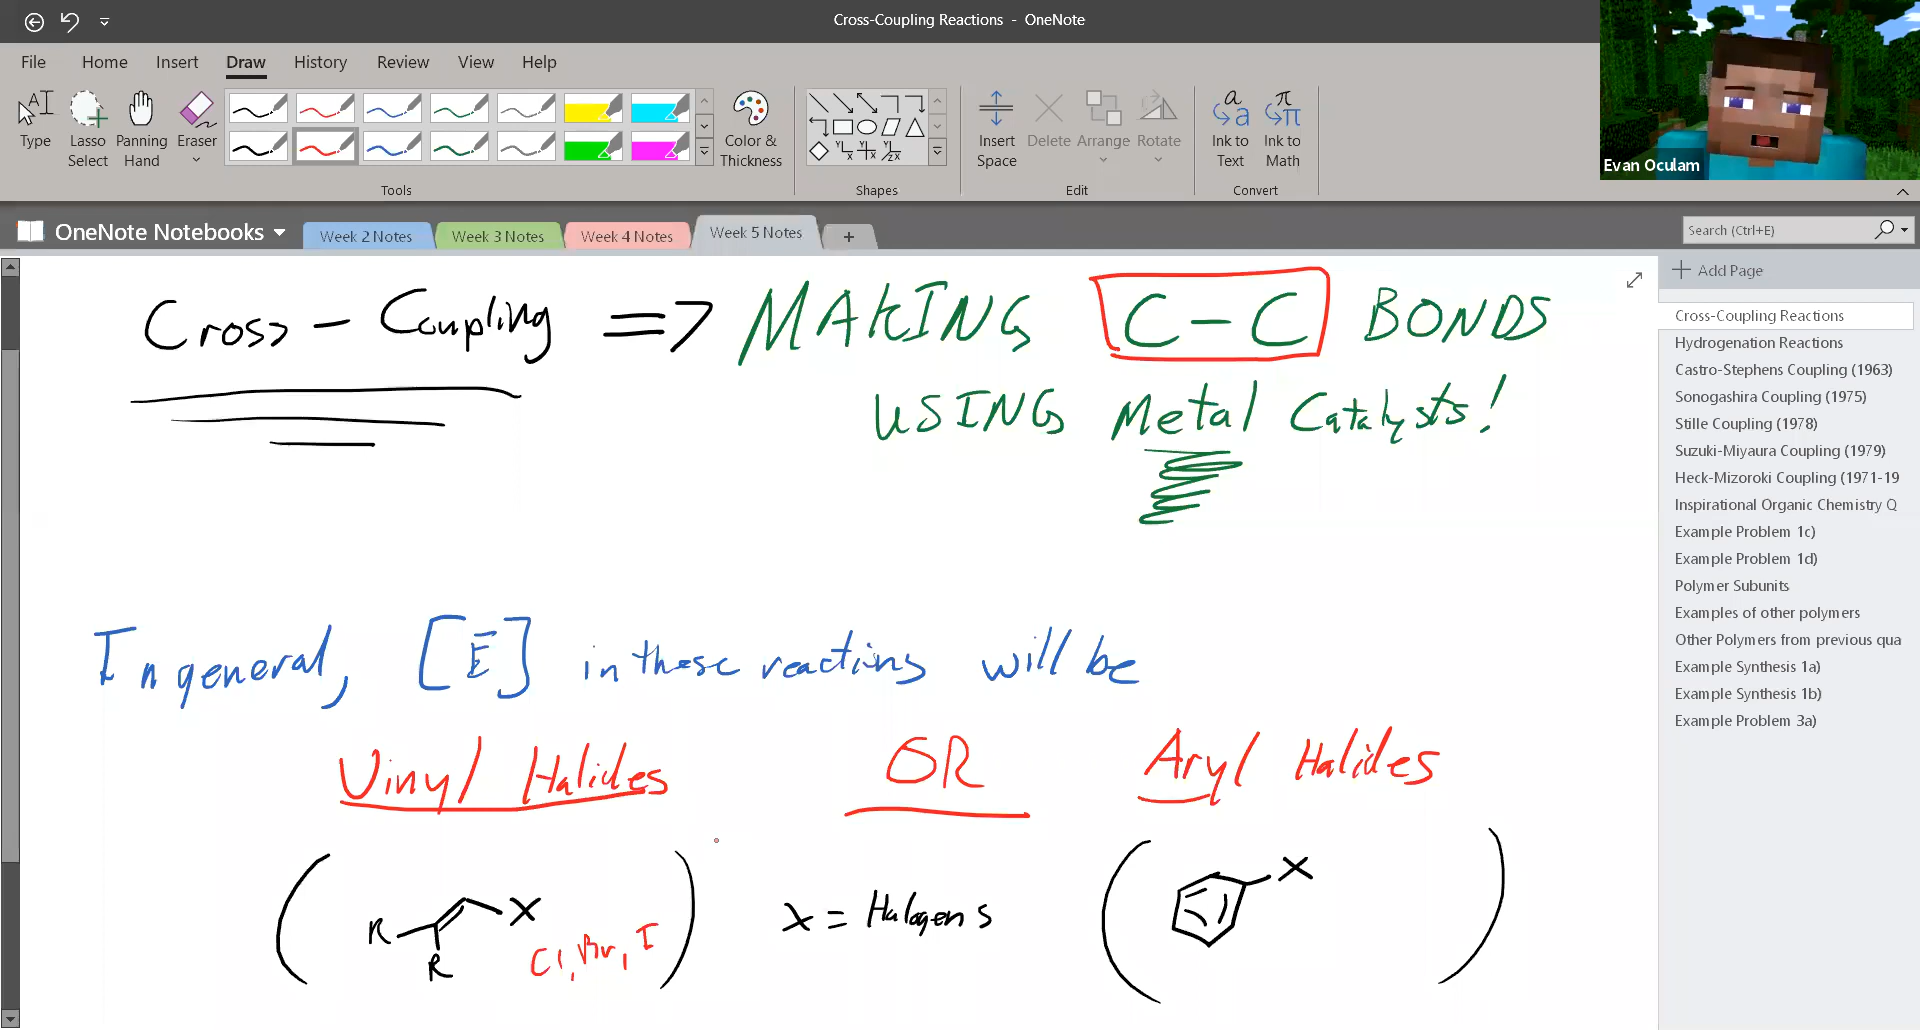 Cross-Coupling Reactions - OneNote
File Home Insert Draw History Review View Help
Type
Lasso Select
Panning Hand
Eraser
Color & Thickness
Insert Space
Delete
Arrange
Rotate
Ink to Text
Ink to Math
Tools
Shapes
Edit
Convert
Evan Oculam
OneNote Notebooks
Week 2 Notes
Week 3 Notes
Week 4 Notes
Week 5 Notes
Search (Ctrl+E)
Add Page
Cross-Coupling Reactions
Hydrogenation Reactions
Castro-Stephens Coupling (1963)
Sonogashira Coupling (1975)
Stille Coupling (1978)
Suzuki-Miyaura Coupling (1979)
Heck-Mizoroki Coupling (1971-19
Inspirational Organic Chemistry Q
Example Problem 1c)
Example Problem 1d)
Polymer Subunits
Examples of other polymers
Other Polymers from previous qua
Example Synthesis 1a)
Example Synthesis 1b)
Example Problem 3a)
Cross-Coupling => MAKING C-C BONDS
USING Metal Catalysts!
In general, [E] in these reactions will be
Vinyl Halides OR Aryl Halides
R R X Cl, Br, I
X = Halogens
X